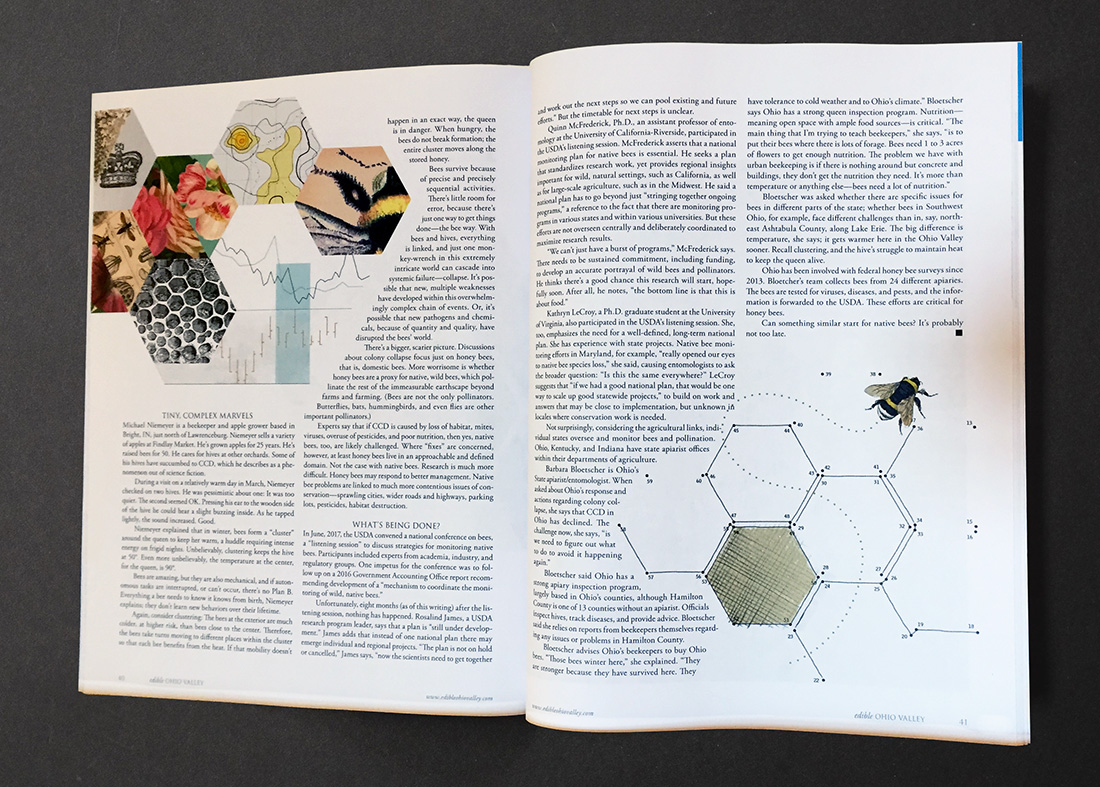 happen in an exact way, the queen
is in danger. When hungry, the
bees do not break formation; the
entire cluster moves along the
stored honey.
Bees survive because
of precise and precisely
sequential activities.
There's little room for
error, because there's
just one way to get things
done—the bee way. With
bees and hives, everything
is linked, and just one mon-
key-wrench in this extremely
intricate world can cascade into
systemic failure—collapse. It's pos-
sible that new, multiple weaknesses
have developed within this overwhelm-
ingly complex chain of events. Or, it's
possible that new pathogens and chemi-
cals, because of quantity and quality, have
disrupted the bees' world.
There's a bigger, scarier picture. Discussions
about colony collapse focus just on honey bees,
that is, domestic bees. More worrisome is whether
honey bees are a proxy for native, wild bees, which pol-
linate the rest of the immeasurable earthscape beyond
farms and farming. (Bees are not the only pollinators.
Butterflies, bats, hummingbirds, and even flies are other
important pollinators.)
Experts say that if CCD is caused by loss of habitat, mites,
viruses, overuse of pesticides, and poor nutrition, then yes, native
bees, too, are likely challenged. Where "fixes" are concerned,
however, at least honey bees live in an approachable and defined
domain. Not the case with native bees. Research is much more
difficult. Honey bees may respond to better management. Native
bee problems are linked to much more contentious issues of con-
servation—sprawling cities, wider roads and highways, parking
lots, pesticides, habitat destruction.
WHAT'S BEING DONE?
In June, 2017, the USDA convened a national conference on bees,
a "listening session" to discuss strategies for monitoring native
bees. Participants included experts from academia, industry, and
regulatory groups. One impetus for the conference was to fol-
low up on a 2016 Government Accounting Office report recom-
mending development of a "mechanism to coordinate the moni-
toring of wild, native bees."
Unfortunately, eight months (as of this writing) after the lis-
tening session, nothing has happened. Rosalind James, a USDA
research program leader, says that a plan is "still under develop-
ment." James adds that instead of one national plan there may
emerge individual and regional projects. "The plan is not on hold
or cancelled," James says, "now the scientists need to get together
TINY, COMPLEX MARVELS
Michael Niemeyer is a beekeeper and apple grower based in
Bright, IN, just north of Lawrenceburg. Niemeyer sells a variety
of apples at Findlay Market. He's grown apples for 25 years. He's
raised bees for 50. He cares for hives at other orchards. Some of
his hives have succumbed to CCD, which he describes as a phe-
nomenon out of science fiction.
During a visit on a relatively warm day in March, Niemeyer
checked on two hives. He was pessimistic about one: It was too
quiet. The second seemed OK. Pressing his ear to the wooden side
of the hive he could hear a slight buzzing inside. As he tapped
lightly, the sound increased. Good.
Niemeyer explained that in winter, bees form a "cluster"
around the queen to keep her warm, a huddle requiring intense
energy on frigid nights. Unbelievably, clustering keeps the hive
at 50°. Even more unbelievably, the temperature at the center,
for the queen, is 90°.
Bees are amazing, but they are also mechanical, and if auton-
omous tasks are interrupted, or can't occur, there's no Plan B.
Everything a bee needs to know it knows from birth, Niemeyer
explains; they don't learn new behaviors over their lifetime.
Again, consider clustering: The bees at the exterior are much
colder, at higher risk, than bees close to the center. Therefore,
the bees take turns moving to different places within the cluster
so that each bee benefits from the heat. If that mobility doesn't
40 edible OHIO VALLEY
www.edibleohiovalley.com
and work out the next steps so we can pool existing and future
efforts." But the timetable for next steps is unclear.
Quinn McFrederick, Ph.D., an assistant professor of ento-
mology at the University of California-Riverside, participated in
the USDA's listening session. McFrederick asserts that a national
monitoring plan for native bees is essential. He seeks a plan
that standardizes research work, yet provides regional insights
important for wild, natural settings, such as California, as well
as for large-scale agriculture, such as in the Midwest. He said a
national plan has to go beyond just "stringing together ongoing
programs," a reference to the fact that there are monitoring pro-
grams in various states and within various universities. But these
efforts are not overseen centrally and deliberately coordinated to
maximize research results.
"We can't just have a burst of programs," McFrederick says.
There needs to be sustained commitment, including funding,
to develop an accurate portrayal of wild bees and pollinators.
He thinks there's a good chance this research will start, hope-
fully soon. After all, he notes, "the bottom line is that this is
about food."
Kathryn LeCroy, a Ph.D. graduate student at the University
of Virginia, also participated in the USDA's listening session. She,
too, emphasizes the need for a well-defined, long-term national
plan. She has experience with state projects. Native bee moni-
toring efforts in Maryland, for example, "really opened our eyes
to native bee species loss," she said, causing entomologists to ask
the broader question: "Is this the same everywhere?" LeCroy
suggests that "if we had a good national plan, that would be one
way to scale up good statewide projects," to build on work and
answers that may be close to implementation, but unknown in
locales where conservation work is needed.
Not surprisingly, considering the agricultural links, indi-
vidual states oversee and monitor bees and pollination.
Ohio, Kentucky, and Indiana have state apiarist offices
within their departments of agriculture.
Barbara Bloetscher is Ohio's
State apiarist/entomologist. When
asked about Ohio's response and
actions regarding colony col-
lapse, she says that CCD in
Ohio has declined. The
challenge now, she says, "is
we need to figure out what
to do to avoid it happening
again."
Bloetscher said Ohio has a
strong apiary inspection program,
largely based in Ohio's counties, although Hamilton
County is one of 13 counties without an apiarist. Officials
inspect hives, track diseases, and provide advice. Bloetscher
said she relies on reports from beekeepers themselves regard-
ing any issues or problems in Hamilton County.
Bloetscher advises Ohio's beekeepers to buy Ohio
bees. "Those bees winter here," she explained. "They
are stronger because they have survived here. They
have tolerance to cold weather and to Ohio's climate." Bloetscher
says Ohio has a strong queen inspection program. Nutrition—
meaning open space with ample food sources—is critical. "The
main thing that I'm trying to teach beekeepers," she says, "is to
put their bees where there is lots of forage. Bees need 1 to 3 acres
of flowers to get enough nutrition. The problem we have with
urban beekeeping is if there is nothing around but concrete and
buildings, they don't get the nutrition they need. It's more than
temperature or anything else—bees need a lot of nutrition."
Bloetscher was asked whether there are specific issues for
bees in different parts of the state; whether bees in Southwest
Ohio, for example, face different challenges than in, say, north-
east Ashtabula County, along Lake Erie. The big difference is
temperature, she says; it gets warmer here in the Ohio Valley
sooner. Recall clustering, and the hive's struggle to maintain heat
to keep the queen alive.
Ohio has been involved with federal honey bee surveys since
2013. Bloetcher's team collects bees from 24 different apiaries.
The bees are tested for viruses, diseases, and pests, and the infor-
mation is forwarded to the USDA. These efforts are critical for
honey bees.
Can something similar start for native bees? It's probably
not too late.
39 38
45 44 40
36 13
59 60 46 43 42 41
30 31 35
47 48 49 29 32 33 34 15
16
57 56 28 27
24 25 26
23 20 19 18
22
www.edibleohiovalley.com
edible OHIO VALLEY 41